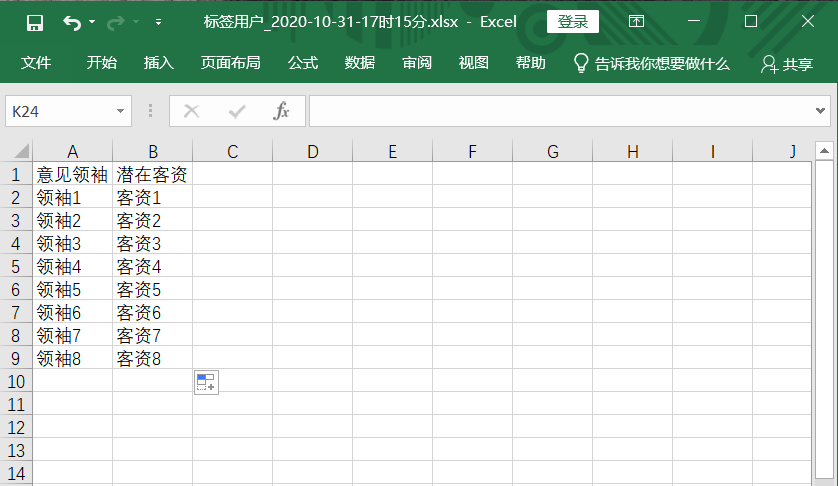 标签用户_2020-10-31-17时15分.xlsx - Excel 登录
文件 开始 插入 页面布局 公式 数据 审阅 视图 帮助 告诉我你想要做什么 共享
K24 fx
A B C D E F G H I J
1 意见领袖 潜在客资
2 领袖1 客资1
3 领袖2 客资2
4 领袖3 客资3
5 领袖4 客资4
6 领袖5 客资5
7 领袖6 客资6
8 领袖7 客资7
9 领袖8 客资8
10
11
12
13
14